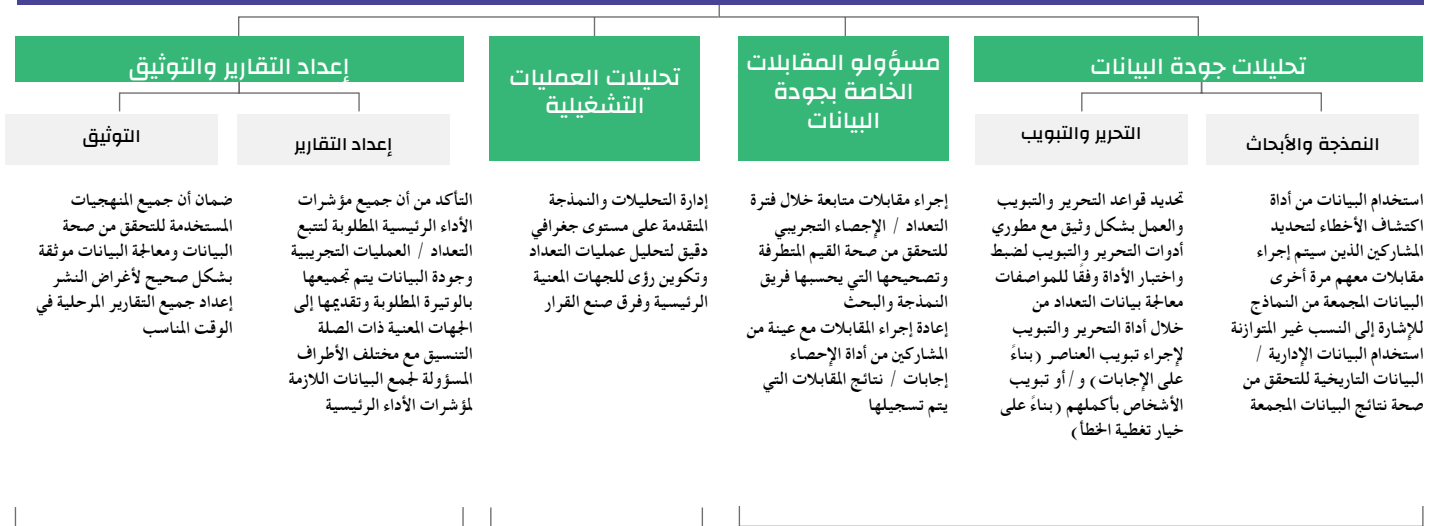 تحليلات جودة البيانات
مسؤولو المقابلات
الخاصة بجودة
البيانات
تحليلات العمليات
التشغيلية
إعداد التقارير والتوثيق
النمذجة والأبحاث
التحرير والتبويب
إعداد التقارير
التوثيق
استخدام البيانات من أداة
اكتشاف الأخطاء لتحديد
المشاركين الذين سيتم إجراء
مقابلات معهم مرة أخرى
البيانات المجمعة من النماذج
للإشارة إلى النسب غير المتوازنة
استخدام البيانات الإدارية /
البيانات التاريخية للتحقق من
صحة نتائج البيانات المجمعة
تحديد قواعد التحرير والتبويب
والعمل بشكل وثيق مع مطوري
أدوات التحرير والتبويب لضبط
واختبار الأداة وفقًا للمواصفات
معالجة بيانات التعداد من
خلال أداة التحرير والتبويب
لإجراء تبويب العناصر (بناءً
على الإجابات) و/أو تبويب
الأشخاص بأكملهم (بناءً على
خيار تغطية الخطأ)
إجراء مقابلات متابعة خلال فترة
التعداد / الإحصاء التجريبي
للتحقق من صحة القيم المتطرفة
وتصحيحها التي يحسبها فريق
النمذجة والبحث
إعادة إجراء المقابلات مع عينة من
المشاركين من أداة الإحصاء
إجابات / نتائج المقابلات التي
يتم تسجيلها
إدارة التحليلات والنمذجة
المتقدمة على مستوى جغرافي
دقيق لتحليل عمليات التعداد
وتكوين رؤى للجهات المعنية
الرئيسية وفرق صنع القرار
التأكد من أن جميع مؤشرات
الأداء الرئيسية المطلوبة لتتبع
التعداد / العمليات التجريبية
وجودة البيانات يتم تجميعها
بالوتيرة المطلوبة وتقديمها إلى
الجهات المعنية ذات الصلة
التنسيق مع مختلف الأطراف
المسؤولة لجمع البيانات اللازمة
لمؤشرات الأداء الرئيسية
ضمان أن جميع المنهجيات
المستخدمة للتحقق من صحة
البيانات ومعالجة البيانات موثقة
بشكل صحيح لأغراض النشر
إعداد جميع التقارير المرحلية في
الوقت المناسب